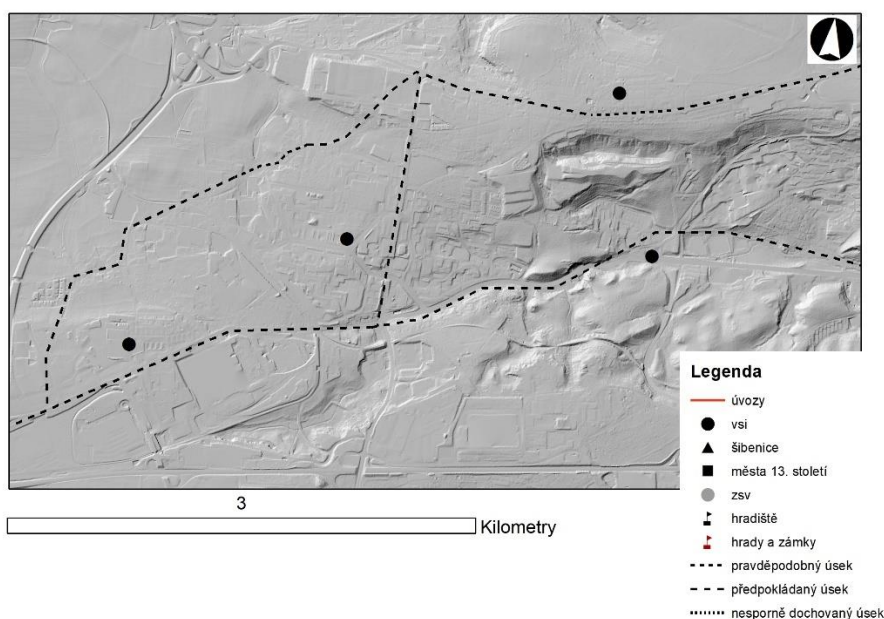 Legenda
úvozy
vsi
šibenice
města 13. století
zsv
hradiště
hrady a zámky
pravděpodobný úsek
předpokládaný úsek
nesporně dochovaný úsek
3
Kilometry